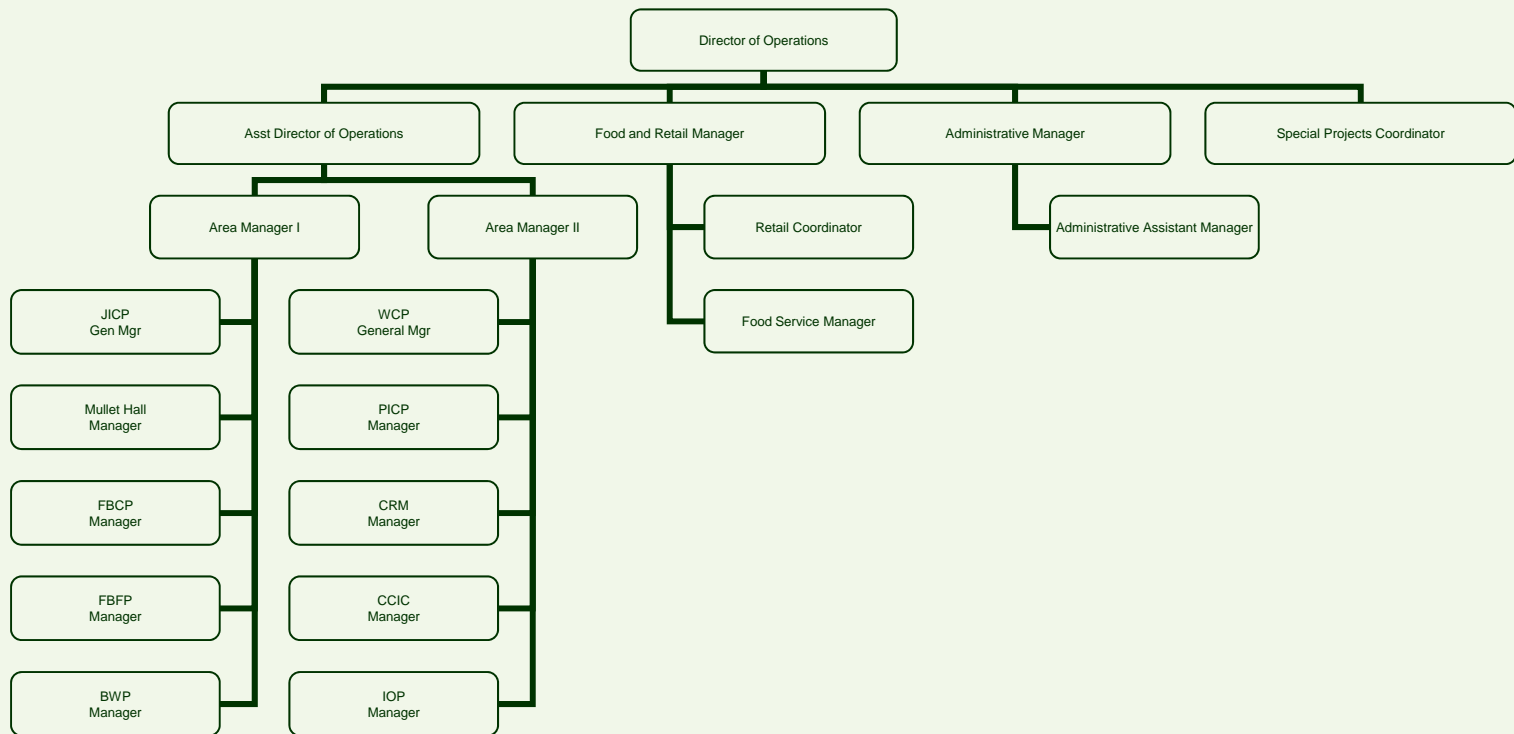 Director of Operations
Asst Director of Operations
Food and Retail Manager
Administrative Manager
Special Projects Coordinator
Area Manager I
Area Manager II
Retail Coordinator
Administrative Assistant Manager
JICP
Gen Mgr
WCP
General Mgr
Food Service Manager
Mullet Hall
Manager
PICP
Manager
FBCP
Manager
CRM
Manager
FBFP
Manager
CCIC
Manager
BWP
Manager
IOP
Manager